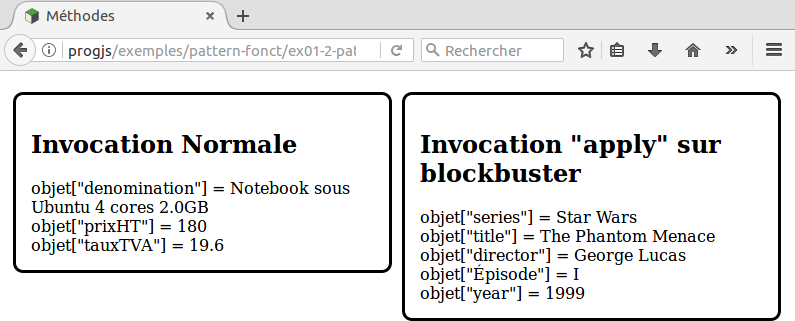 Méthodes
progjs/exemples/pattern-fonct/ex01-2-pat
Rechercher
Invocation Normale
objet["denomination"] = Notebook sous
Ubuntu 4 cores 2.0GB
objet["prixHT"] = 180
objet["tauxTVA"] = 19.6
Invocation "apply" sur
blockbuster
objet["series"] = Star Wars
objet["title"] = The Phantom Menace
objet["director"] = George Lucas
objet["Épisode"] = I
objet["year"] = 1999